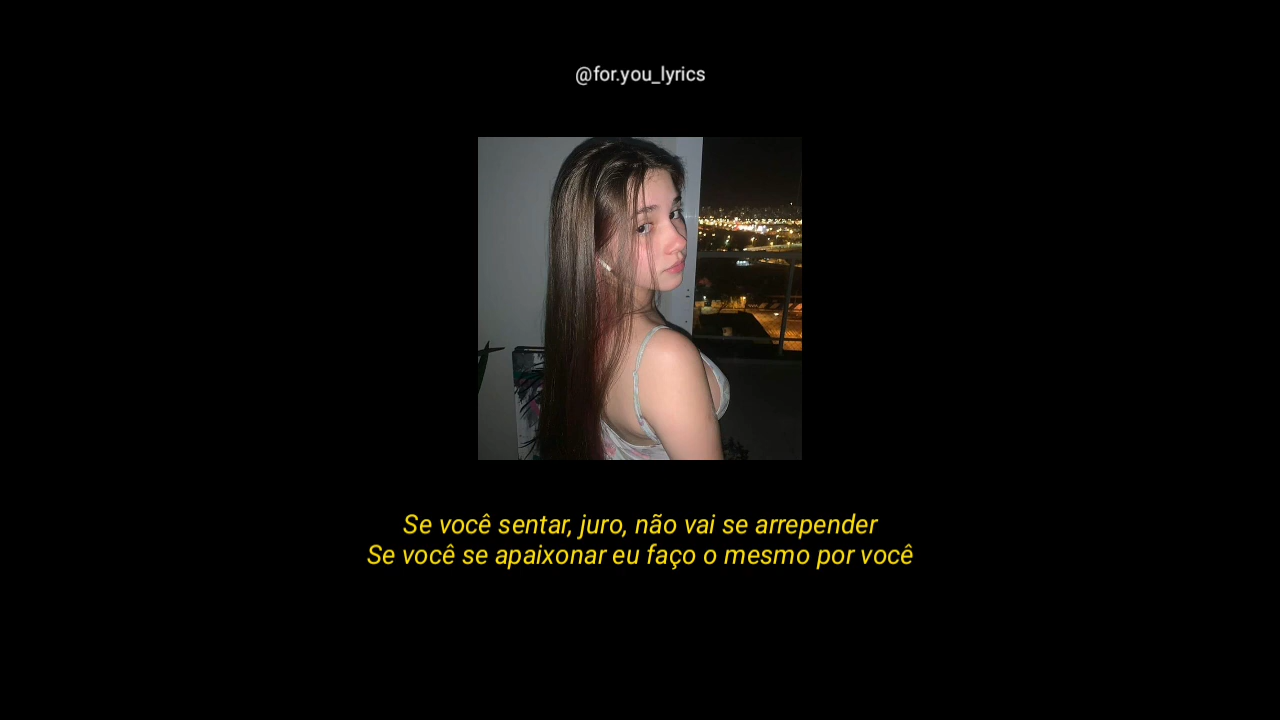 @for.you_lyrics
Se você sentar, juro, não vai se arrepender
Se você se apaixonar eu faço o mesmo por você